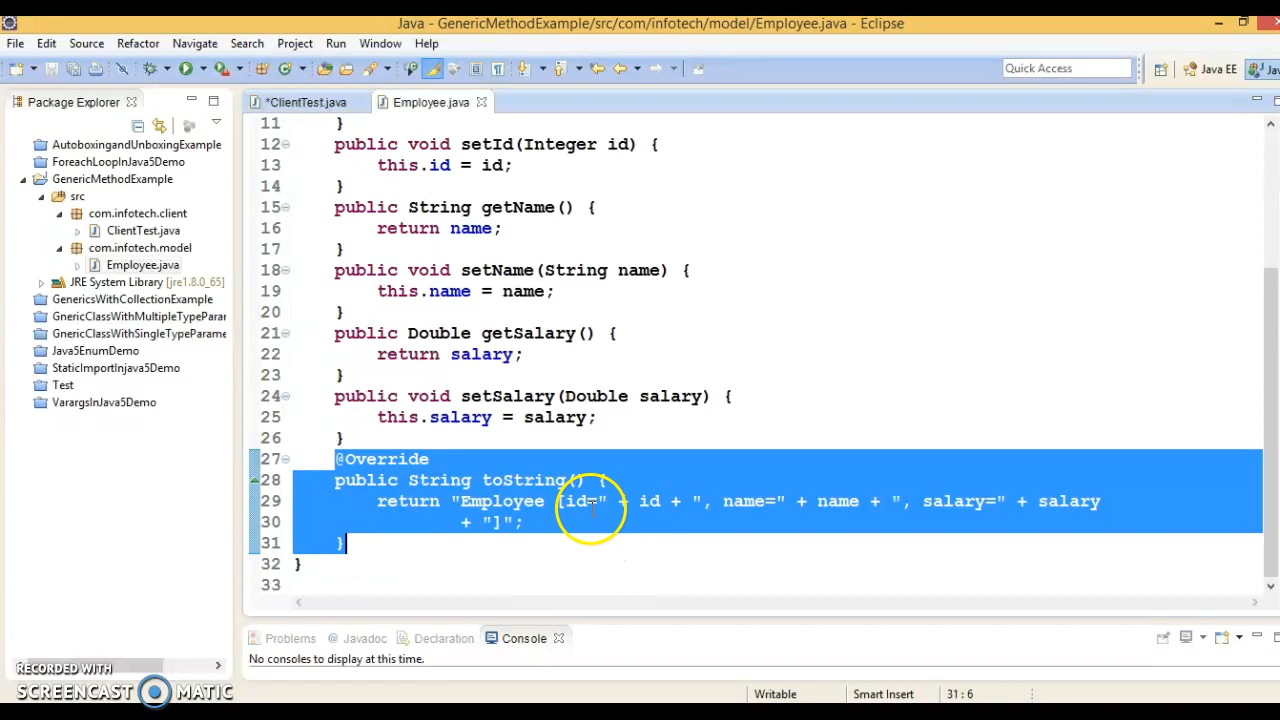 Java - GenericMethodExample/src/com/infotech/model/Employee.java - Eclipse
File Edit Source Refactor Navigate Search Project Run Window Help
Quick Access
Java EE
Jav
Package Explorer
*ClientTest.java
Employee.java
AutoboxingandUnboxingExample
ForeachLoopInJava5Demo
GenericMethodExample
src
com.infotech.client
ClientTest.java
com.infotech.model
Employee.java
JRE System Library [jre1.8.0_65]
GenericsWithCollectionExample
GnericClassWithMultipleTypeParar
GnericClassWithSingleTypeParame
Java5EnumDemo
StaticImportInjava5Demo
Test
VarargsInJava5Demo
11 }
12 public void setId(Integer id) {
13 this.id = id;
14 }
15 public String getName() {
16 return name;
17 }
18 public void setName(String name) {
19 this.name = name;
20 }
21 public Double getSalary() {
22 return salary;
23 }
24 public void setSalary(Double salary) {
25 this.salary = salary;
26 }
27 @Override
28 public String toString() {
29 return "Employee [id=" + id + ", name=" + name + ", salary=" + salary
30 + "]";
31 }
32 }
33
Problems @ Javadoc Declaration Console
No consoles to display at this time.
Writable Smart Insert 31 : 6
RECORDED WITH
SCREENCAST MATIC